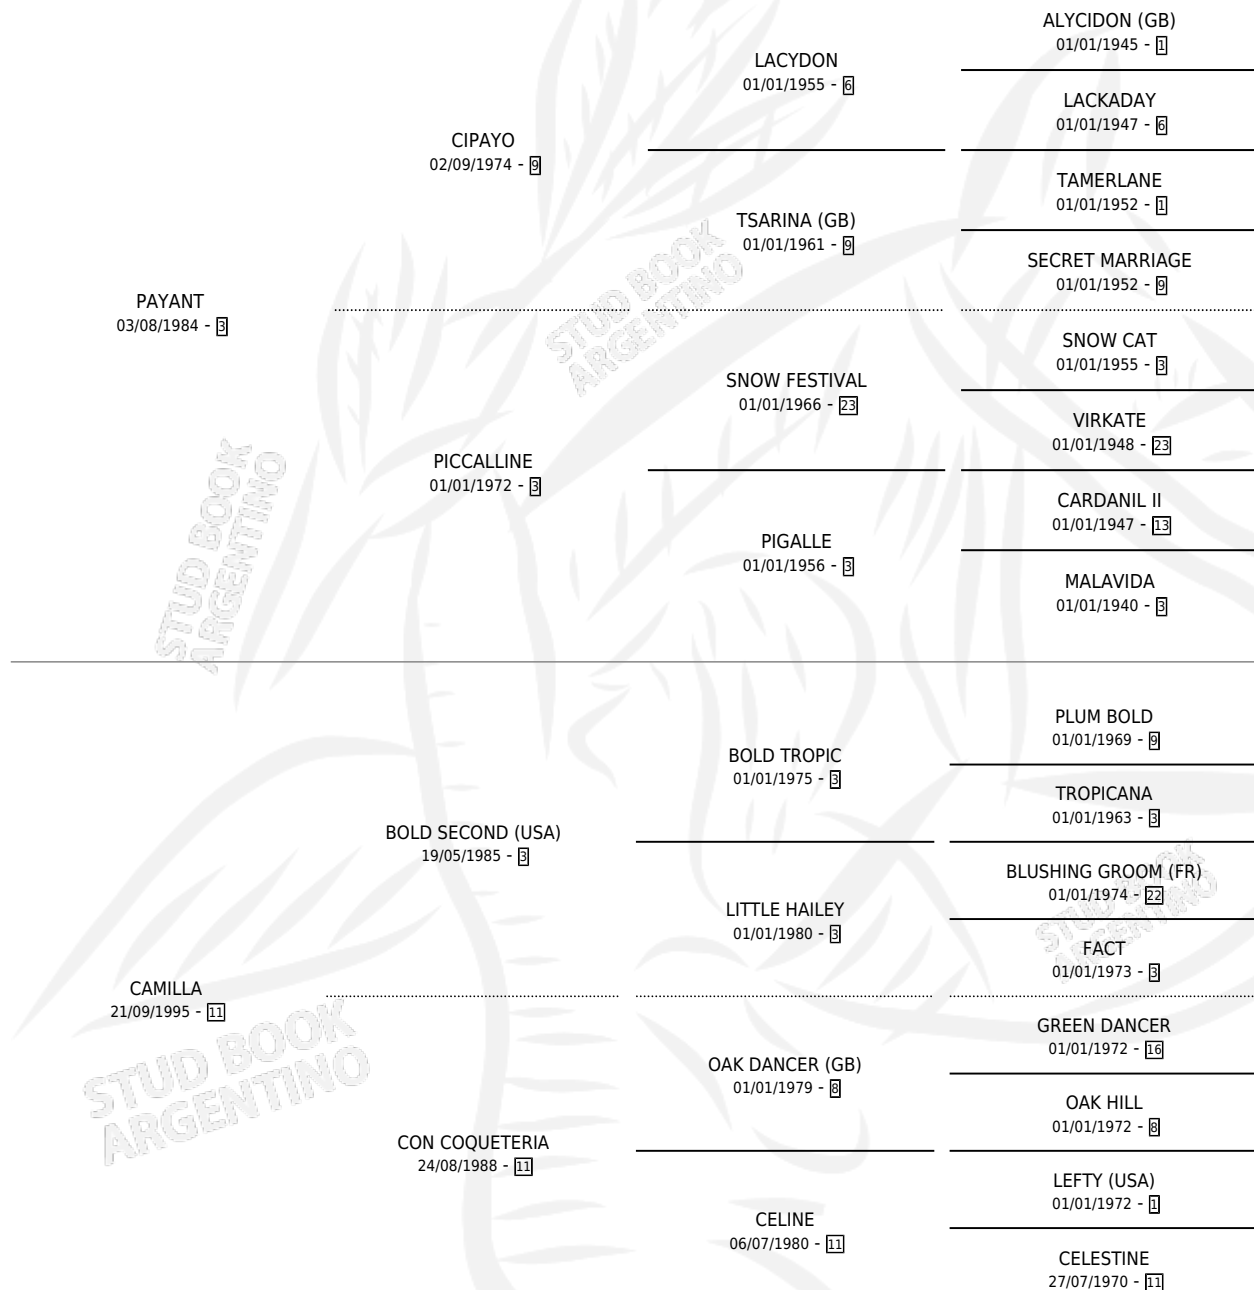 ALYCIDON (GB)
01/01/1945 - 1
LACYDON
01/01/1955 - 6
LACKADAY
01/01/1947 - 6
CIPAYO
02/09/1974 - 9
TAMERLANE
01/01/1952 - 1
TSARINA (GB)
01/01/1961 - 9
SECRET MARRIAGE
01/01/1952 - 9
PAYANT
03/08/1984 - 3
SNOW CAT
01/01/1955 - 3
SNOW FESTIVAL
01/01/1966 - 23
VIRKATE
01/01/1948 - 23
PICCALLINE
01/01/1972 - 3
CARDANIL II
01/01/1947 - 13
PIGALLE
01/01/1956 - 3
MALAVIDA
01/01/1940 - 3
PLUM BOLD
01/01/1969 - 9
BOLD TROPIC
01/01/1975 - 3
TROPICANA
01/01/1963 - 3
BOLD SECOND (USA)
19/05/1985 - 3
BLUSHING GROOM (FR)
01/01/1974 - 22
LITTLE HAILEY
01/01/1980 - 3
FACT
01/01/1973 - 3
CAMILLA
21/09/1995 - 11
GREEN DANCER
01/01/1972 - 16
OAK DANCER (GB)
01/01/1979 - 8
OAK HILL
01/01/1972 - 8
CON COQUETERIA
24/08/1988 - 11
LEFTY (USA)
01/01/1972 - 1
CELINE
06/07/1980 - 11
CELESTINE
27/07/1970 - 11
STUD BOOK
ARGENTINO
STUD BOOK
ARGENTINO
STUD BOOK
ARGENTINO
STUD BOOK
ARGENTINO